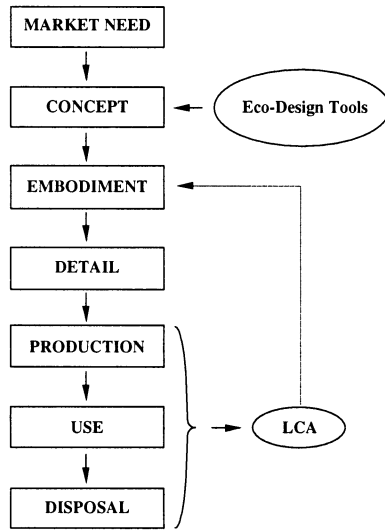 MARKET NEED
CONCEPT
Eco-Design Tools
EMBODIMENT
DETAIL
PRODUCTION
USE
LCA
DISPOSAL